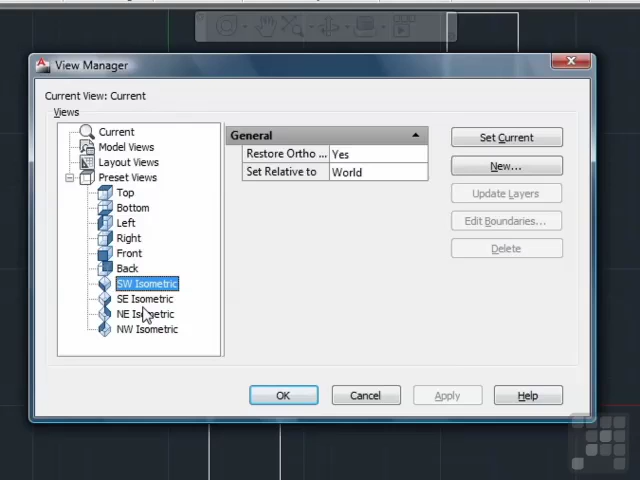 View Manager
Current View: Current
Views
Current
Model Views
Layout Views
Preset Views
Top
Bottom
Left
Right
Front
Back
SW Isometric
SE Isometric
NE Isometric
NW Isometric
General
Restore Ortho ... Yes
Set Relative to World
Set Current
New...
Update Layers
Edit Boundaries...
Delete
OK
Cancel
Apply
Help